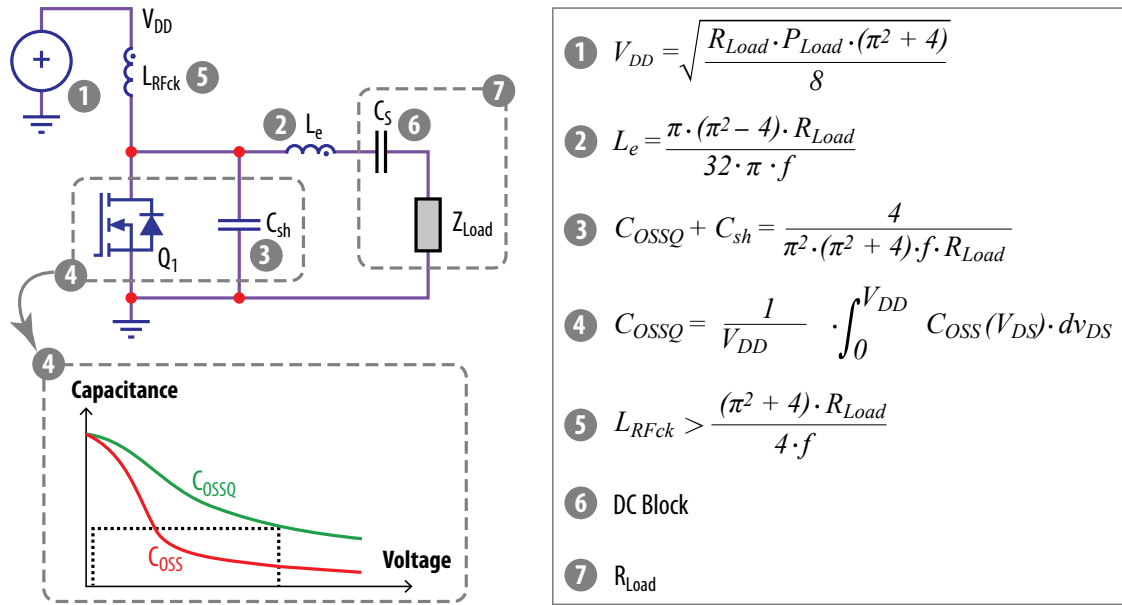 V_DD
+
1
L_RFck 5
2 L_e
C_S 6
7
Z_Load
C_sh
3
Q_1
4
4
Capacitance
C_OSSQ
C_OSS
Voltage
1 V_DD = √(R_Load · P_Load · (π² + 4) / 8)
2 L_e = π · (π² – 4) · R_Load / 32 · π · f
3 C_OSSQ + C_sh = 4 / π² · (π² + 4) · f · R_Load
4 C_OSSQ = 1 / V_DD · ∫_0^V_DD C_OSS (V_DS) · dv_DS
5 L_RFck > (π² + 4) · R_Load / 4 · f
6 DC Block
7 R_Load